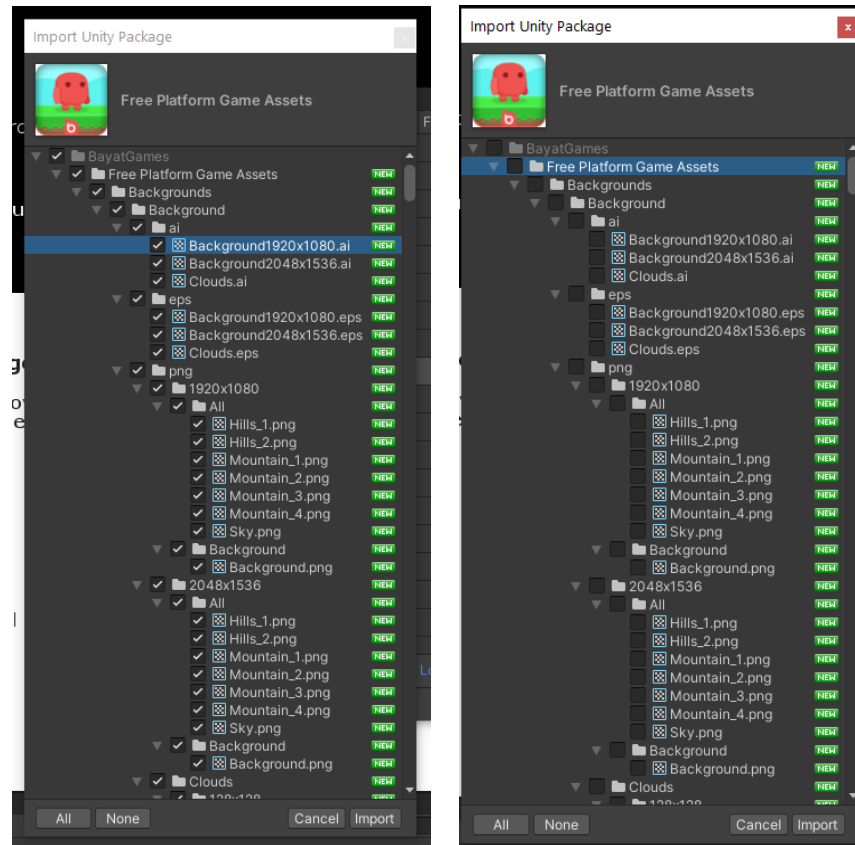 Import Unity Package
x
Free Platform Game Assets
BayatGames
Free Platform Game Assets NEW
Backgrounds NEW
Background NEW
ai NEW
Background1920x1080.ai NEW
Background2048x1536.ai NEW
Clouds.ai NEW
eps NEW
Background1920x1080.eps NEW
Background2048x1536.eps NEW
Clouds.eps NEW
png NEW
1920x1080 NEW
All NEW
Hills_1.png NEW
Hills_2.png NEW
Mountain_1.png NEW
Mountain_2.png NEW
Mountain_3.png NEW
Mountain_4.png NEW
Sky.png NEW
Background NEW
Background.png NEW
2048x1536 NEW
All NEW
Hills_1.png NEW
Hills_2.png NEW
Mountain_1.png NEW
Mountain_2.png NEW
Mountain_3.png NEW
Mountain_4.png NEW
Sky.png NEW
Background NEW
Background.png NEW
Clouds NEW
128x128 NEW
All None Cancel Import
Import Unity Package
x
Free Platform Game Assets
BayatGames
Free Platform Game Assets NEW
Backgrounds NEW
Background NEW
ai NEW
Background1920x1080.ai NEW
Background2048x1536.ai NEW
Clouds.ai NEW
eps NEW
Background1920x1080.eps NEW
Background2048x1536.eps NEW
Clouds.eps NEW
png NEW
1920x1080 NEW
All NEW
Hills_1.png NEW
Hills_2.png NEW
Mountain_1.png NEW
Mountain_2.png NEW
Mountain_3.png NEW
Mountain_4.png NEW
Sky.png NEW
Background NEW
Background.png NEW
2048x1536 NEW
All NEW
Hills_1.png NEW
Hills_2.png NEW
Mountain_1.png NEW
Mountain_2.png NEW
Mountain_3.png NEW
Mountain_4.png NEW
Sky.png NEW
Background NEW
Background.png NEW
Clouds NEW
128x128 NEW
All None Cancel Import